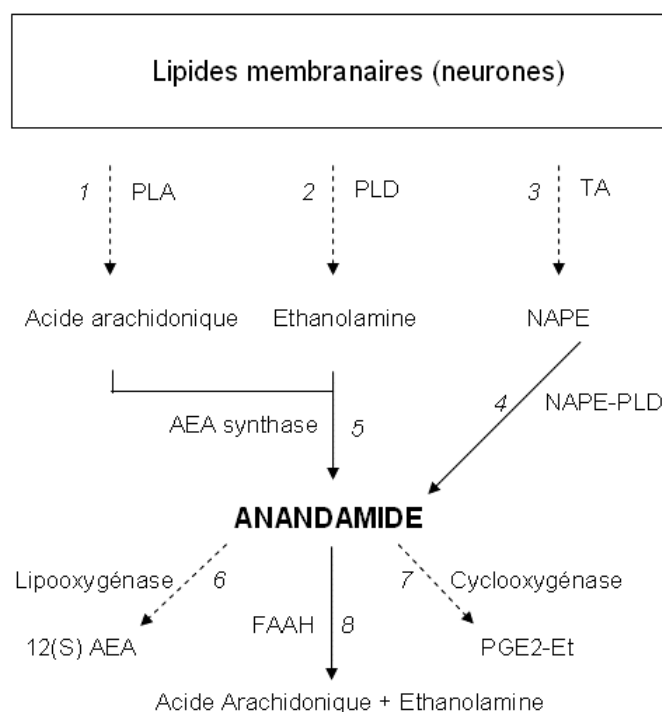 Lipides membranaires (neurones)
1 PLA 2 PLD 3 TA
Acide arachidonique Ethanolamine NAPE
4 NAPE-PLD
AEA synthase 5
ANANDAMIDE
Lipooxygénase 6 7 Cyclooxygénase
FAAH 8
12(S) AEA PGE2-Et
Acide Arachidonique + Ethanolamine